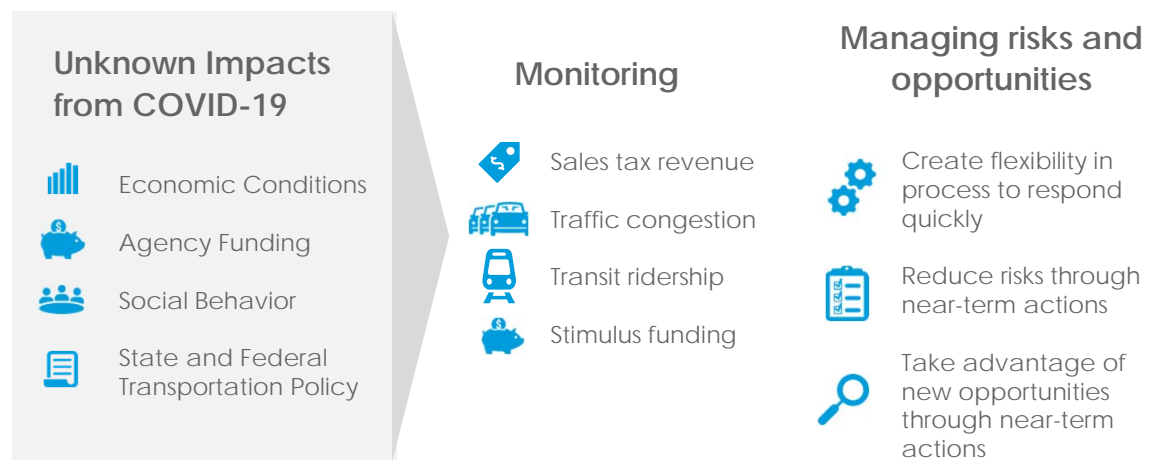 Unknown Impacts
from COVID-19
Economic Conditions
Agency Funding
Social Behavior
State and Federal
Transportation Policy
Monitoring
Sales tax revenue
Traffic congestion
Transit ridership
Stimulus funding
Managing risks and
opportunities
Create flexibility in
process to respond
quickly
Reduce risks through
near-term actions
Take advantage of
new opportunities
through near-term
actions